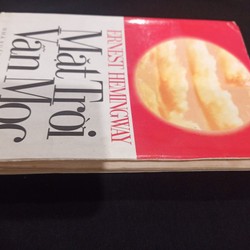 ERNEST HEMINGWAY
Mặt Trời
Vẫn Mọc